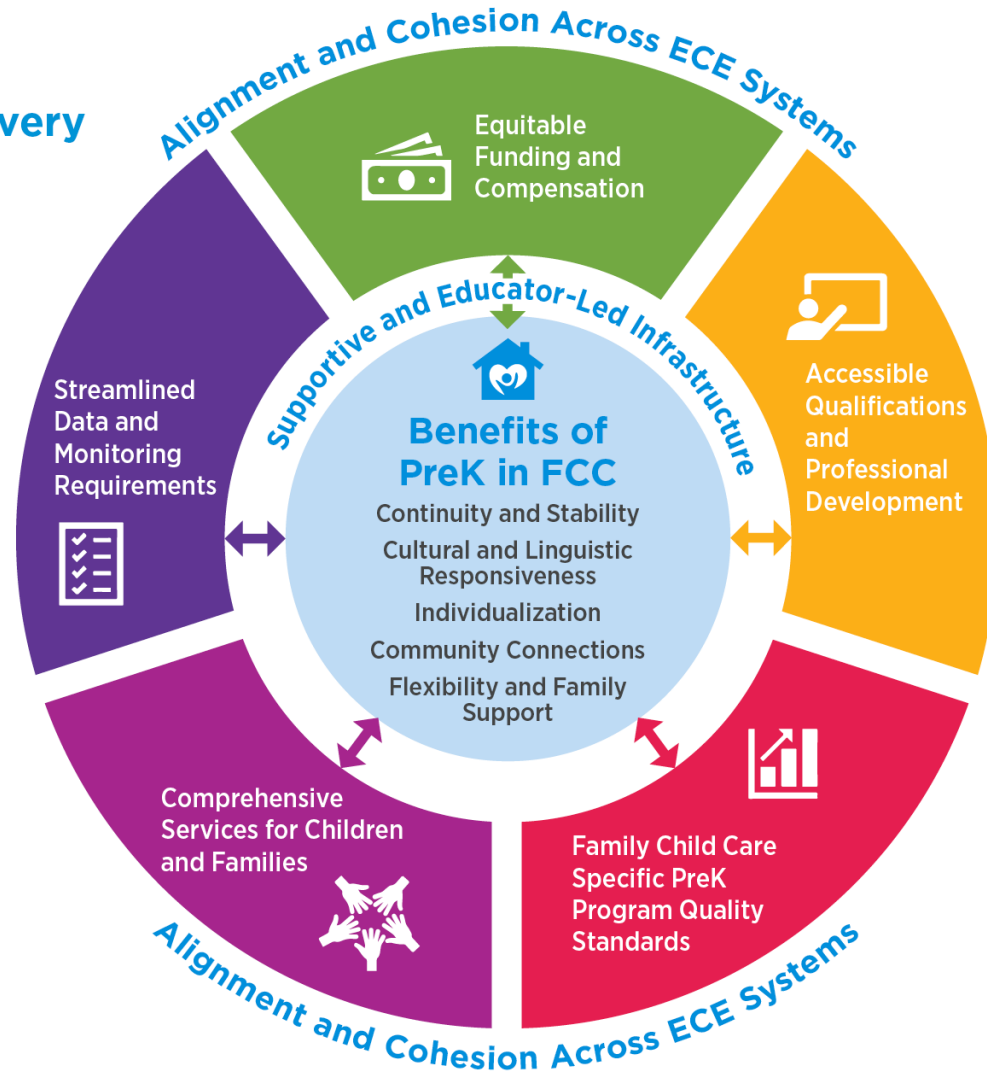 Alignment and Cohesion Across ECE Systems
very
Equitable
Funding and
Compensation
Accessible
Qualifications
and
Professional
Development
Family Child Care
Specific PreK
Program Quality
Standards
Comprehensive
Services for Children
and Families
Streamlined
Data and
Monitoring
Requirements
Supportive and Educator-Led Infrastructure
Benefits of
PreK in FCC
Continuity and Stability
Cultural and Linguistic
Responsiveness
Individualization
Community Connections
Flexibility and Family
Support
Alignment and Cohesion Across ECE Systems